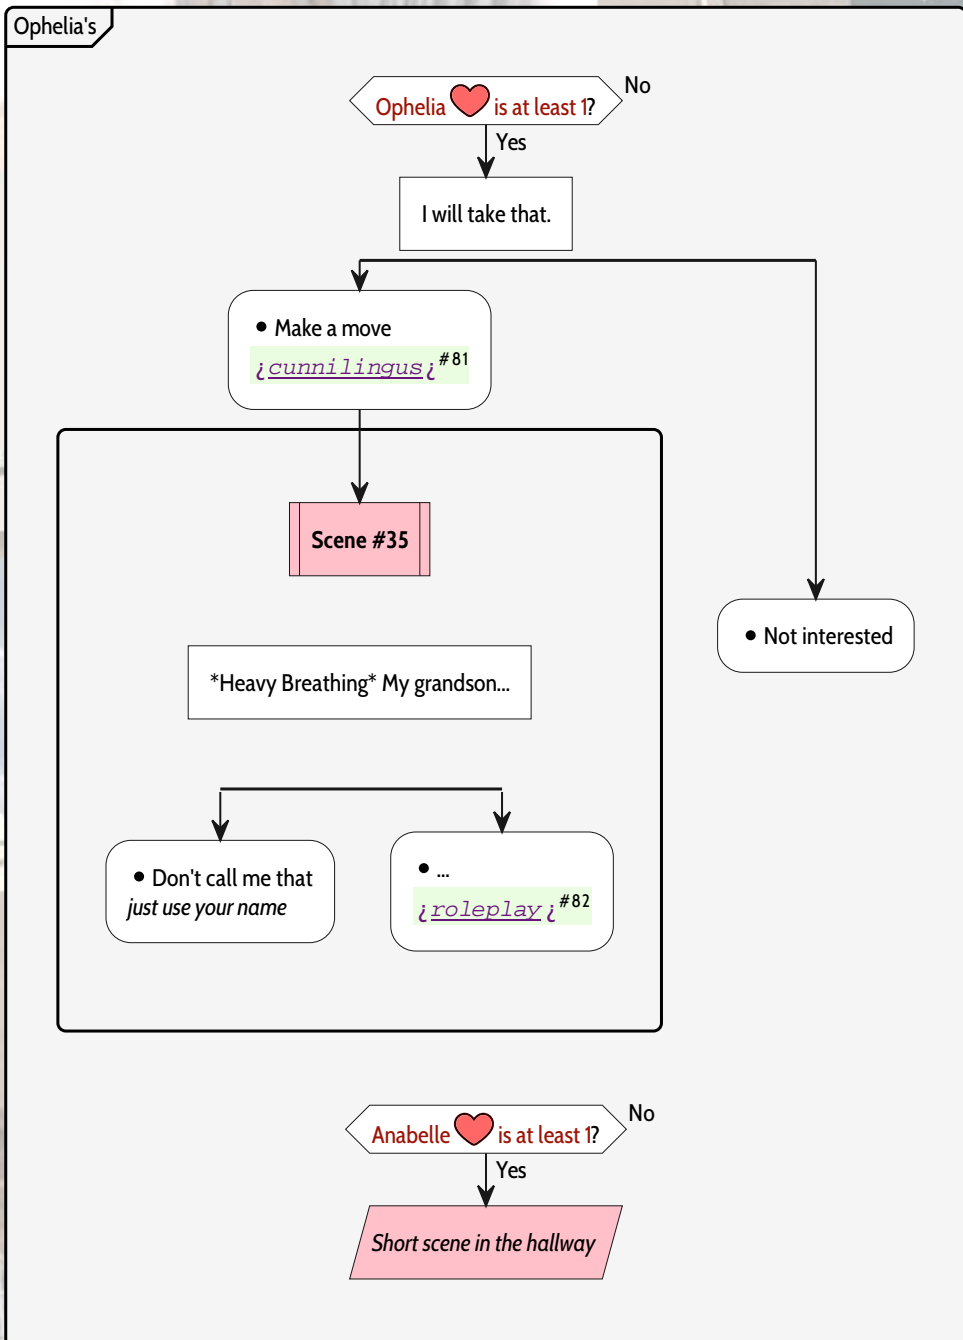 Ophelia's
Ophelia is at least 1?
No
Yes
I will take that.
• Make a move
¿cunnilingus¿#81
Scene #35
• Not interested
*Heavy Breathing* My grandson...
• Don't call me that
just use your name
• ...
¿roleplay¿#82
Anabelle is at least 1?
No
Yes
Short scene in the hallway